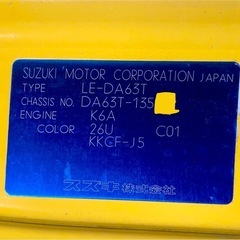 SUZUKI MOTOR CORPORATION JAPAN
TYPE LE-DA63T
CHASSIS NO. DA63T-135
ENGINE K6A
COLOR 26U C01
KKCF-J5
スズキ株式会社